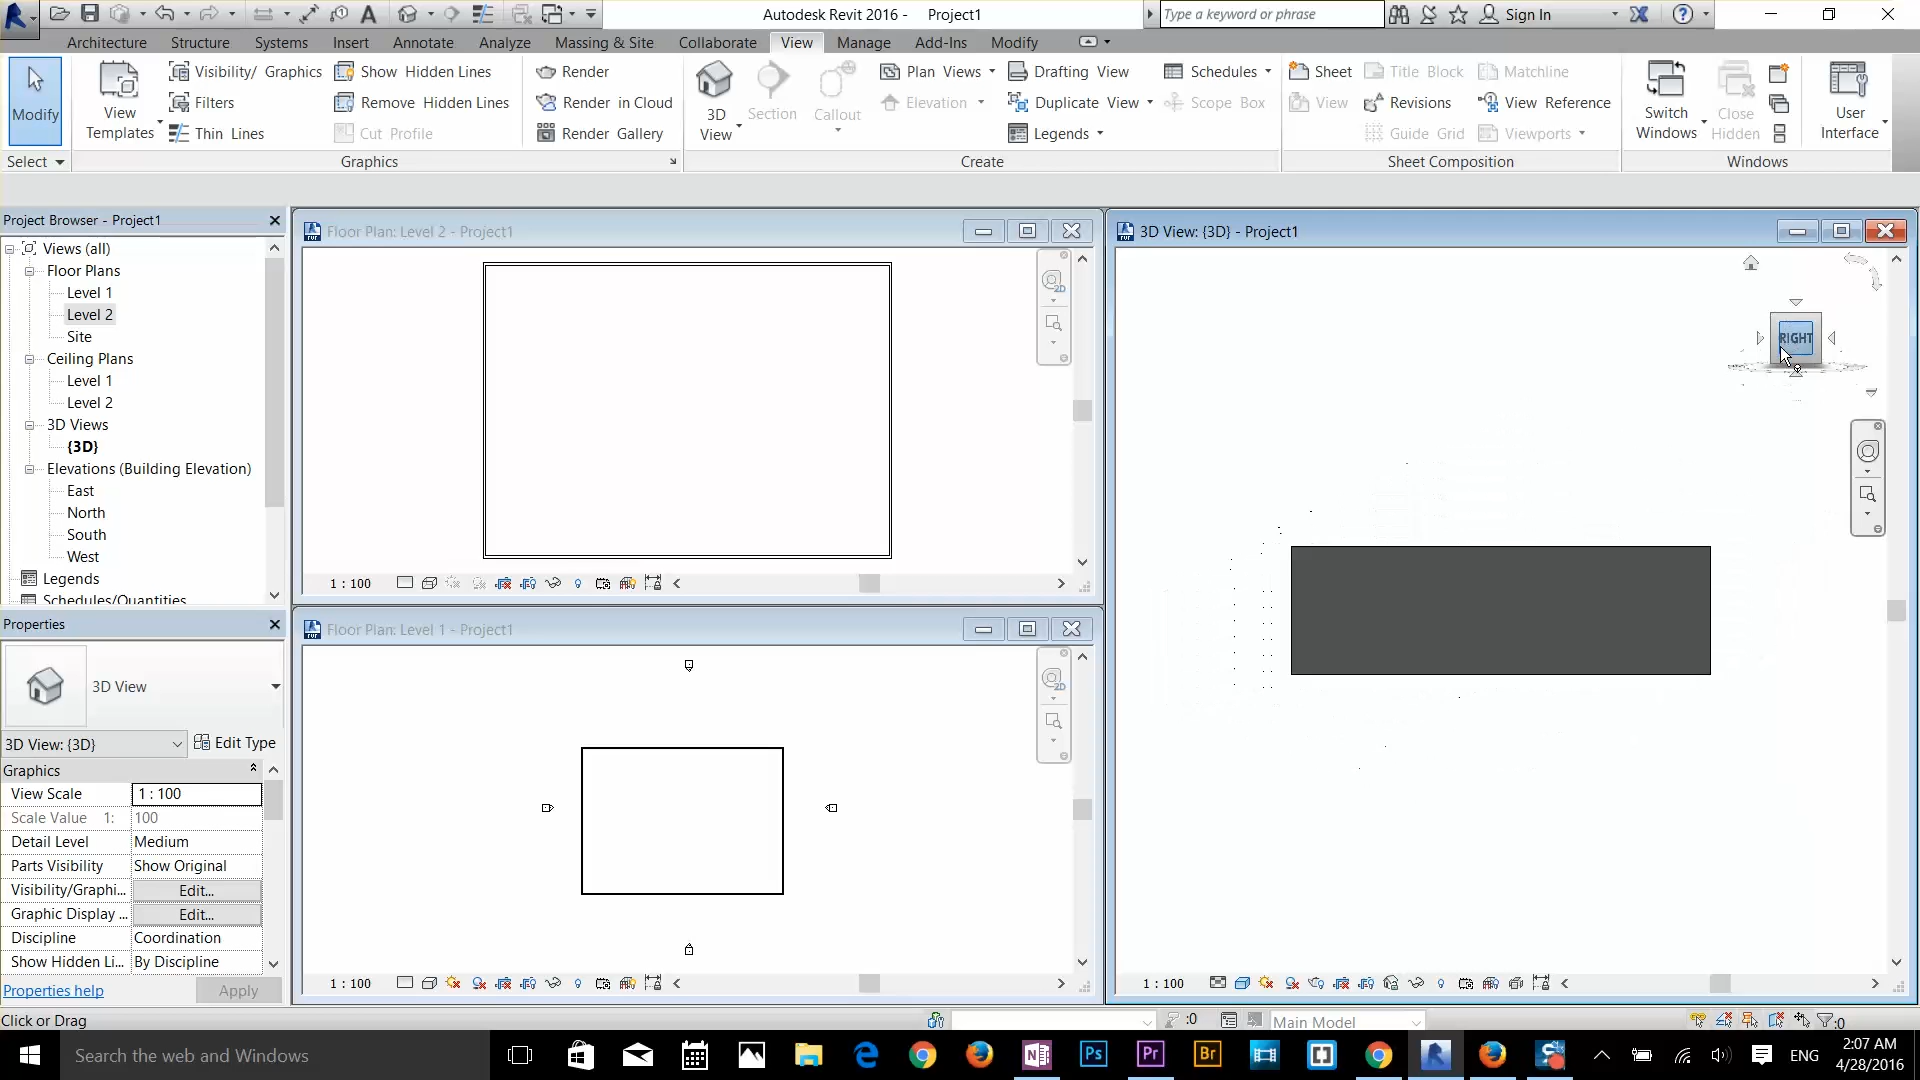 Autodesk Revit 2016 - Project1
Type a keyword or phrase
Sign In
Architecture Structure Systems Insert Annotate Analyze Massing & Site Collaborate View Manage Add-Ins Modify
Modify
Select
View Templates
Visibility/ Graphics
Filters
Thin Lines
Show Hidden Lines
Remove Hidden Lines
Cut Profile
Graphics
Render
Render in Cloud
Render Gallery
3D View
Section
Callout
Plan Views
Elevation
Drafting View
Duplicate View
Legends
Schedules
Scope Box
Create
Sheet
View
Title Block
Revisions
Guide Grid
Matchline
View Reference
Viewports
Sheet Composition
Switch Windows
Close Hidden
Windows
User Interface
Project Browser - Project1
Views (all)
Floor Plans
Level 1
Level 2
Site
Ceiling Plans
Level 1
Level 2
3D Views
{3D}
Elevations (Building Elevation)
East
North
South
West
Legends
Schedules/Quantities
Properties
3D View
3D View: {3D}
Edit Type
Graphics
View Scale 1 : 100
Scale Value 1: 100
Detail Level Medium
Parts Visibility Show Original
Visibility/Graphi... Edit...
Graphic Display ... Edit...
Discipline Coordination
Show Hidden Li... By Discipline
Properties help
Apply
Floor Plan: Level 2 - Project1
2D
1 : 100
Floor Plan: Level 1 - Project1
2D
1 : 100
3D View: {3D} - Project1
RIGHT
1 : 100
Click or Drag
:0
Main Model
:0
Search the web and Windows
Ps
Pr
Br
ENG
2:07 AM
4/28/2016